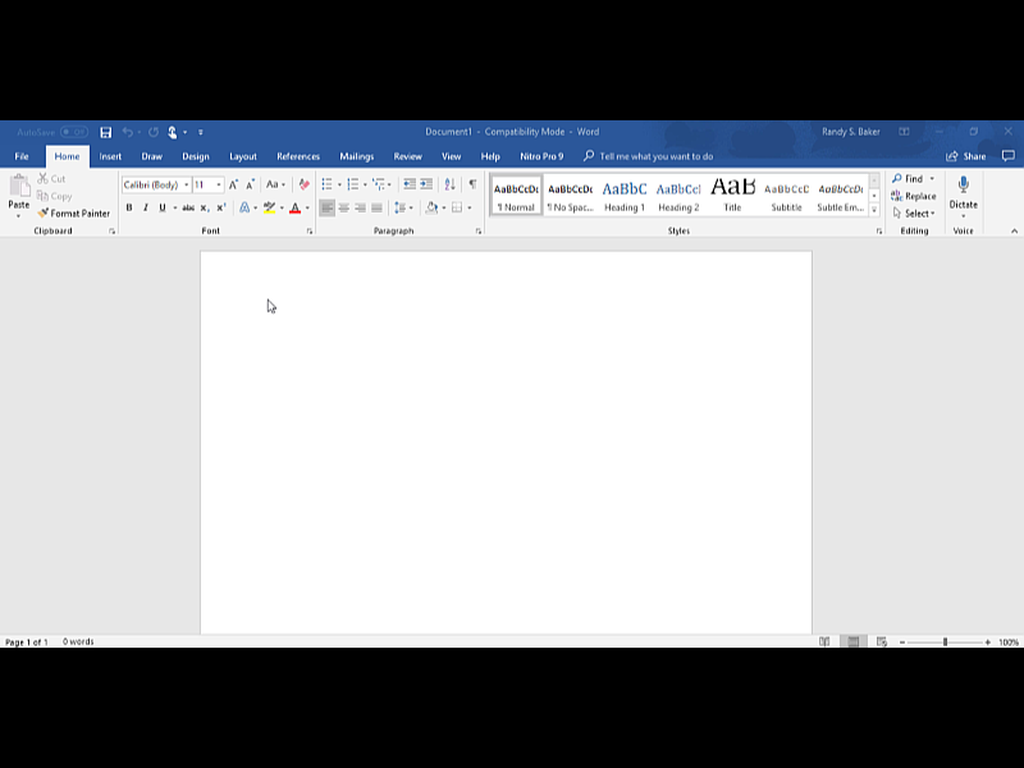 AutoSave Off Document1 - Compatibility Mode - Word Randy S. Baker
File Home Insert Draw Design Layout References Mailings Review View Help Nitro Pro 9 Tell me what you want to do Share
Paste
Cut
Copy
Format Painter
Clipboard
Calibri (Body) 11 Aa
B I U abc x, x'
Font
Paragraph
AaBbCcDc AaBbCcDc AaBbC AaBbCcl AaB AaBbCcC AaBbCcDc
¶ Normal ¶ No Spac... Heading 1 Heading 2 Title Subtitle Subtle Em...
Styles
Find
Replace
Select
Editing
Dictate
Voice
Page 1 of 1 0 words 100%